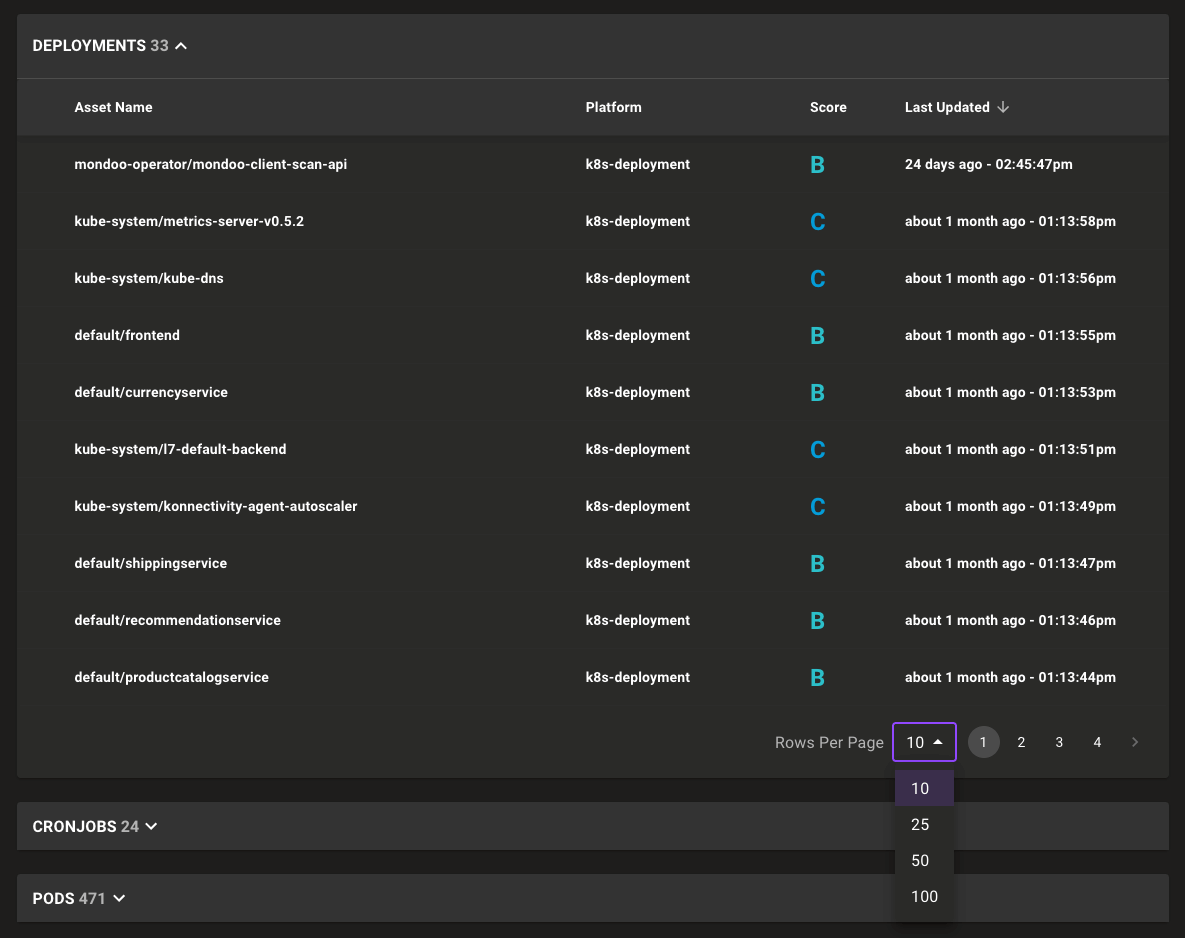 DEPLOYMENTS 33
Asset Name Platform Score Last Updated
mondoo-operator/mondoo-client-scan-api k8s-deployment B 24 days ago - 02:45:47pm
kube-system/metrics-server-v0.5.2 k8s-deployment C about 1 month ago - 01:13:58pm
kube-system/kube-dns k8s-deployment C about 1 month ago - 01:13:56pm
default/frontend k8s-deployment B about 1 month ago - 01:13:55pm
default/currencyservice k8s-deployment B about 1 month ago - 01:13:53pm
kube-system/l7-default-backend k8s-deployment C about 1 month ago - 01:13:51pm
kube-system/konnectivity-agent-autoscaler k8s-deployment C about 1 month ago - 01:13:49pm
default/shippingservice k8s-deployment B about 1 month ago - 01:13:47pm
default/recommendationservice k8s-deployment B about 1 month ago - 01:13:46pm
default/productcatalogservice k8s-deployment B about 1 month ago - 01:13:44pm
Rows Per Page 10 1 2 3 4
10
25
50
100
CRONJOBS 24
PODS 471